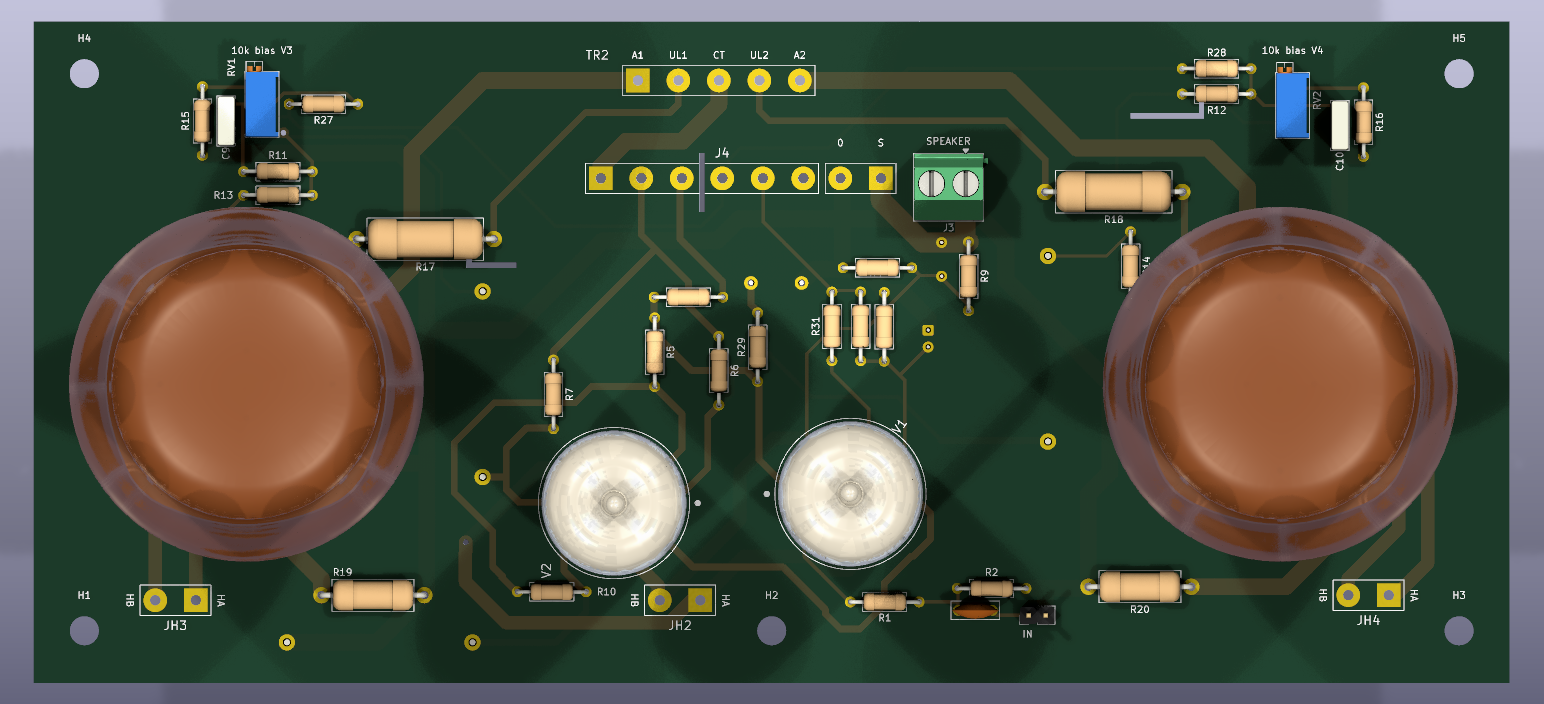 H4
H5
10k bias V3
TR2
A1
UL1
CT
UL2
A2
R28
10k bias V4
RV1
RV2
R15
R27
R12
R16
C9
R11
J4
0
S
SPEAKER
C10
R13
R18
R17
J3
14
R9
R31
R5
R29
R6
R7
V1
V2
R19
R10
R2
H1
HB
HA
JH3
HB
HA
JH2
H2
R1
IN
R20
HB
HA
JH4
H3